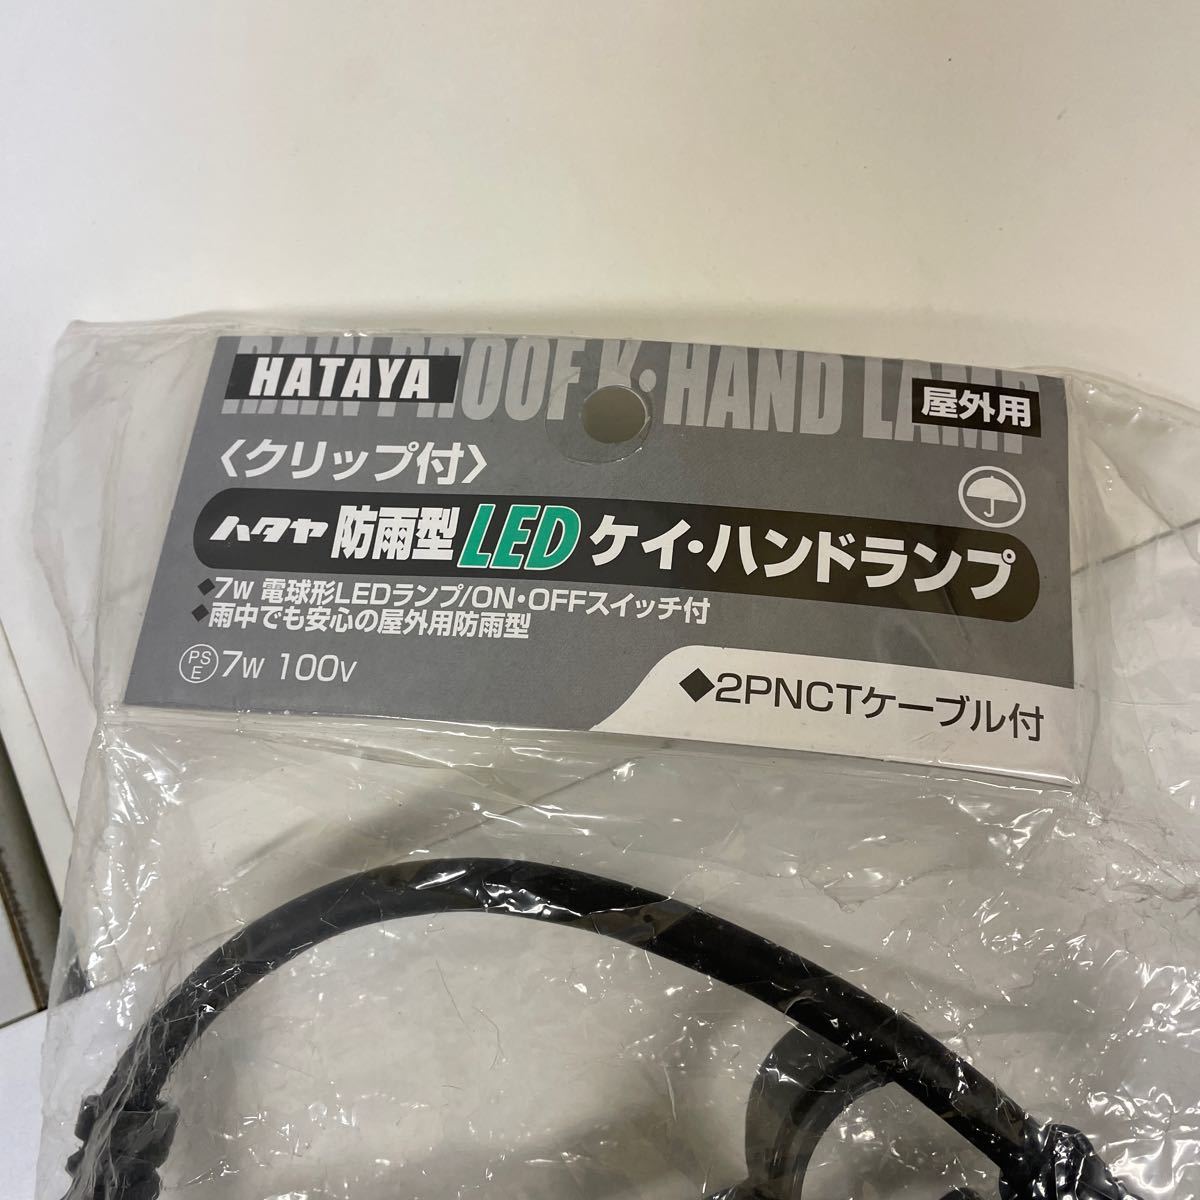 RAIN PROOF K・HAND LAMP
HATAYA
屋外用
〈クリップ付〉
ハタヤ 防雨型 LED ケイ・ハンドランプ
◆7W 電球形LEDランプ/ON・OFFスイッチ付
◆雨中でも安心の屋外用防雨型
PSE 7W 100V
◆2PNCTケーブル付